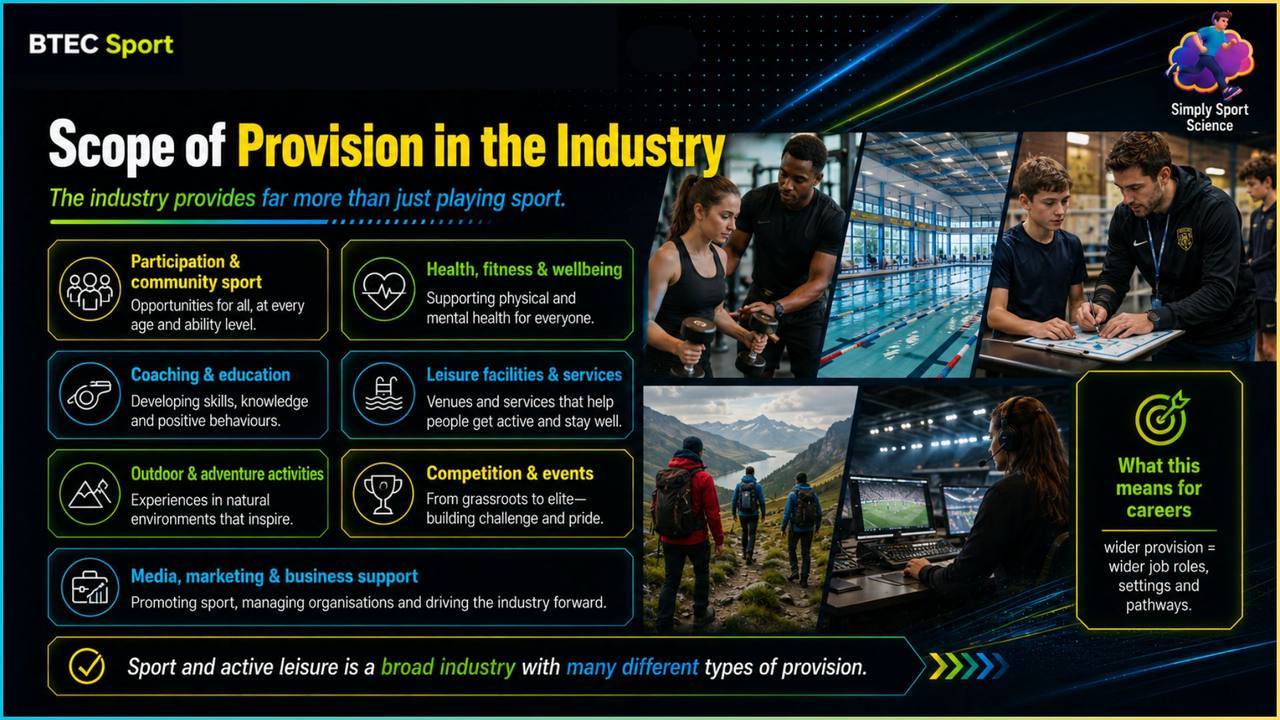 BTEC Sport
Simply Sport
Science
Scope of Provision in the Industry
The industry provides far more than just playing sport.
Participation &
community sport
Opportunities for all, at every
age and ability level.
Health, fitness & wellbeing
Supporting physical and
mental health for everyone.
Coaching & education
Developing skills, knowledge
and positive behaviours.
Leisure facilities & services
Venues and services that help
people get active and stay well.
Outdoor & adventure activities
Experiences in natural
environments that inspire.
Competition & events
From grassroots to elite—
building challenge and pride.
Media, marketing & business support
Promoting sport, managing organisations and driving the industry forward.
What this
means for
careers
wider provision =
wider job roles,
settings and
pathways.
Sport and active leisure is a broad industry with many different types of provision.